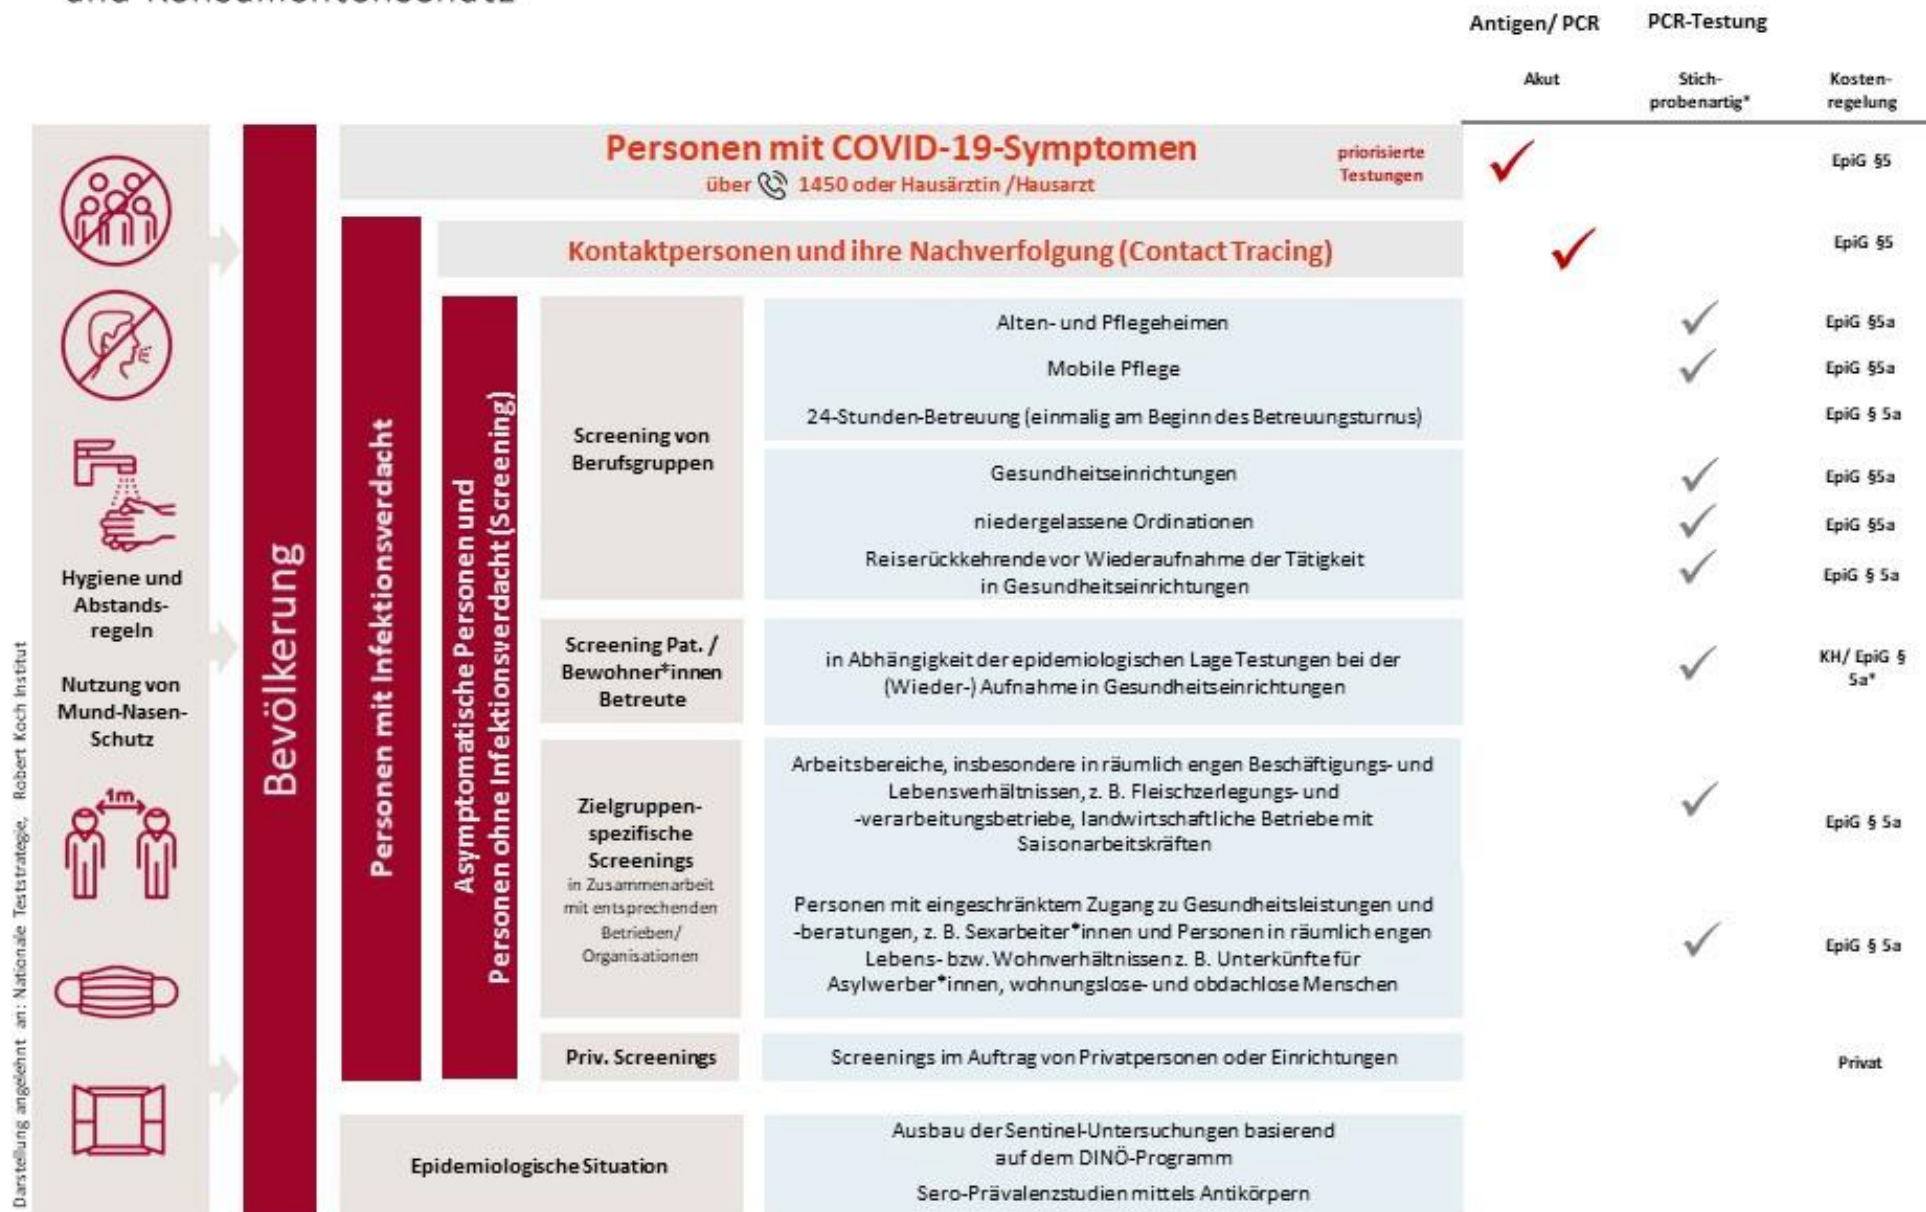 und Konsumentenschutz
Antigen/ PCR
PCR-Testung
Akut
Stich-
probenartig*
Kosten-
regelung
Personen mit COVID-19-Symptomen
über 1450 oder Hausärztin /Hausarzt
priorisierte
Testungen
EpiG §5
Kontaktpersonen und ihre Nachverfolgung (Contact Tracing)
EpiG §5
Hygiene und
Abstands-
regeln
Nutzung von
Mund-Nasen-
Schutz
1m
Bevölkerung
Personen mit Infektionsverdacht
Asymptomatische Personen und
Personen ohne Infektionsverdacht (Screening)
Screening von
Berufsgruppen
Alten- und Pflegeheimen
EpiG §5a
Mobile Pflege
EpiG §5a
24-Stunden-Betreuung (einmalig am Beginn des Betreuungsturnus)
EpiG § 5a
Gesundheitseinrichtungen
EpiG §5a
niedergelassene Ordinationen
EpiG §5a
Reiserückkehrende vor Wiederaufnahme der Tätigkeit
in Gesundheitseinrichtungen
EpiG § 5a
Screening Pat. /
Bewohner*innen
Betreute
in Abhängigkeit der epidemiologischen Lage Testungen bei der
(Wieder-) Aufnahme in Gesundheitseinrichtungen
KH/ EpiG §
5a*
Zielgruppen-
spezifische
Screenings
in Zusammenarbeit
mit entsprechenden
Betrieben/
Organisationen
Arbeitsbereiche, insbesondere in räumlich engen Beschäftigungs- und
Lebensverhältnissen, z. B. Fleischzerlegungs- und
-verarbeitungsbetriebe, landwirtschaftliche Betriebe mit
Saisonarbeitskräften
EpiG § 5a
Personen mit eingeschränktem Zugang zu Gesundheitsleistungen und
-beratungen, z. B. Sexarbeiter*innen und Personen in räumlich engen
Lebens- bzw. Wohnverhältnissen z. B. Unterkünfte für
Asylwerber*innen, wohnungslose- und obdachlose Menschen
EpiG § 5a
Priv. Screenings
Screenings im Auftrag von Privatpersonen oder Einrichtungen
Privat
Epidemiologische Situation
Ausbau der Sentinel-Untersuchungen basierend
auf dem DINÖ-Programm
Sero-Prävalenzstudien mittels Antikörpern
Darstellung angelehnt an: Nationale Teststrategie, Robert Koch Institut